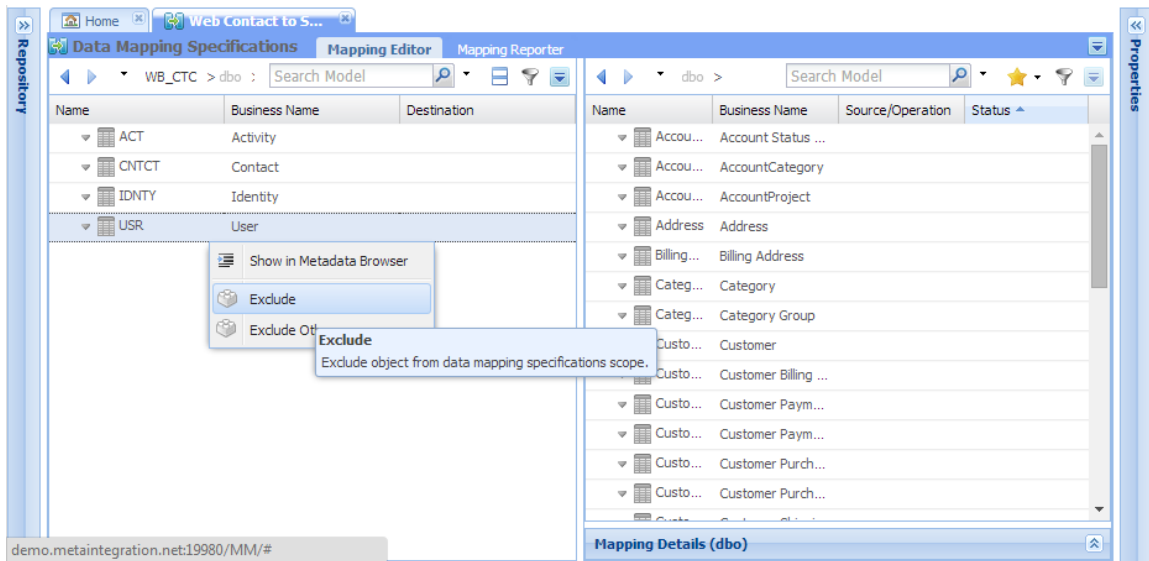 Home
Web Contact to S...
Data Mapping Specifications
Mapping Editor
Mapping Reporter
Repository
Properties
WB_CTC > dbo :
Search Model
dbo >
Search Model
Name Business Name Destination
ACT Activity
CNTCT Contact
IDNTY Identity
USR User
Show in Metadata Browser
Exclude
Exclude
Exclude
Exclude object from data mapping specifications scope.
Name Business Name Source/Operation Status
Accou... Account Status ...
Accou... AccountCategory
Accou... AccountProject
Address Address
Billing... Billing Address
Categ... Category
Categ... Category Group
Custo... Customer
Custo... Customer Billing ...
Custo... Customer Paym...
Custo... Customer Paym...
Custo... Customer Purch...
Custo... Customer Purch...
Mapping Details (dbo)
demo.metaintegration.net:19980/MM/#